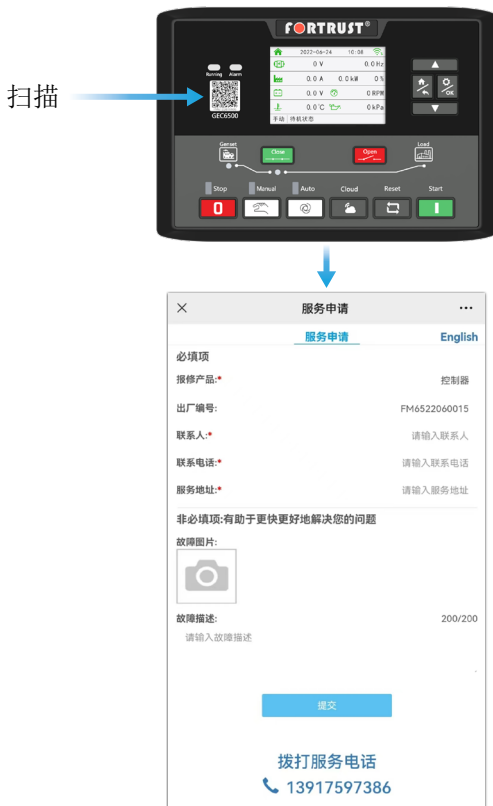 FORTRUST®
扫描
2022-06-24 10:08
0 V 0.0 Hz
Running Alarm
0.0 A 0.0 kW 0 %
0.0 V 0 RPM
GEC6500
0.0℃ 0 kPa
手动 待机状态
OK
Genset Close Open Load
Stop Manual Auto Cloud Reset Start
服务申请
服务申请 English
必填项
报修产品:* 控制器
出厂编号: FM6522060015
联系人:* 请输入联系人
联系电话:* 请输入联系电话
服务地址:* 请输入服务地址
非必填项:有助于更快更好地解决您的问题
故障图片:
故障描述: 200/200
请输入故障描述
提交
拨打服务电话
13917597386